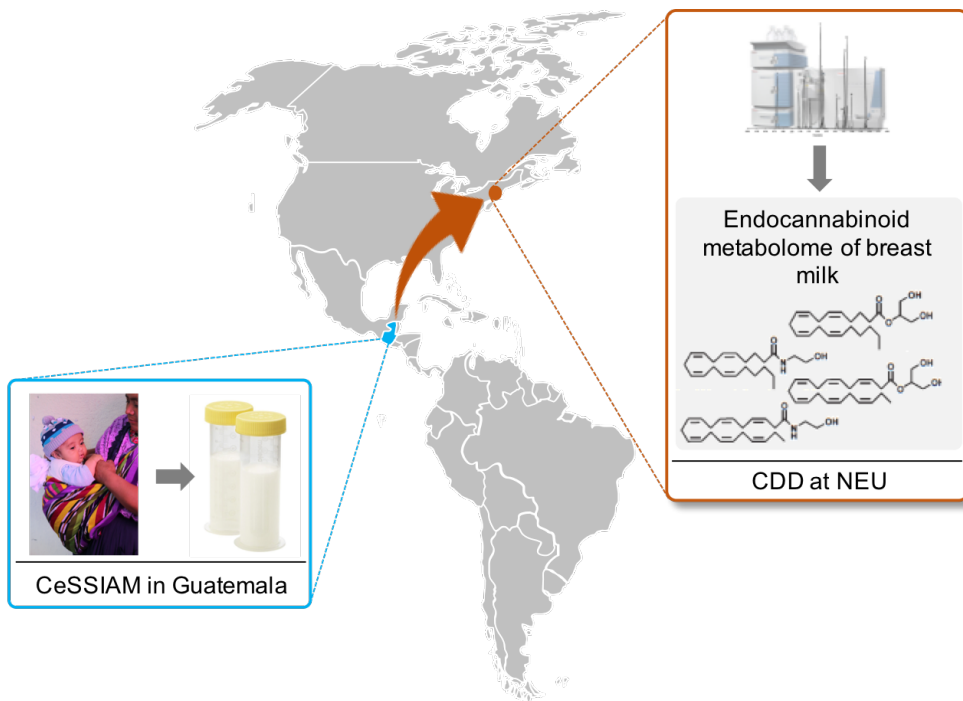 Endocannabinoid
metabolome of breast
milk
OH
O
O
OH
O
N
H
OH
O
O
OH
OH
O
N
H
OH
CDD at NEU
CeSSIAM in Guatemala